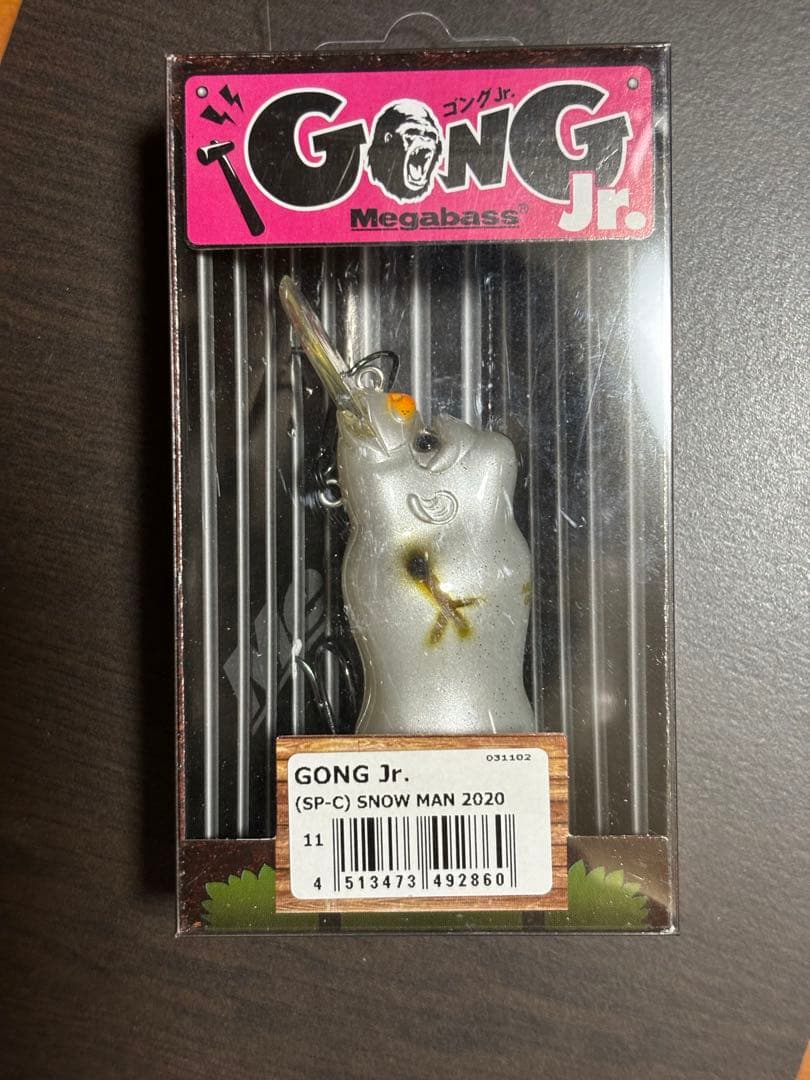 ゴングJr.
GONG
Jr.
Megabass®
031102
GONG Jr.
(SP-C) SNOW MAN 2020
11
4 513473 492860